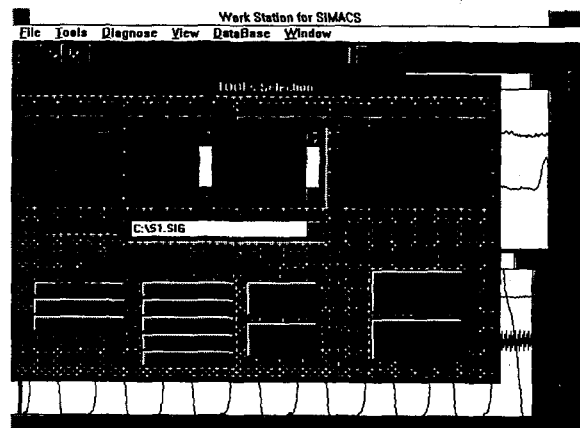 Work Station for SIMACS
File Tools Diagnose View DataBase Window
TOOLS Selection
C:\S1.SIG